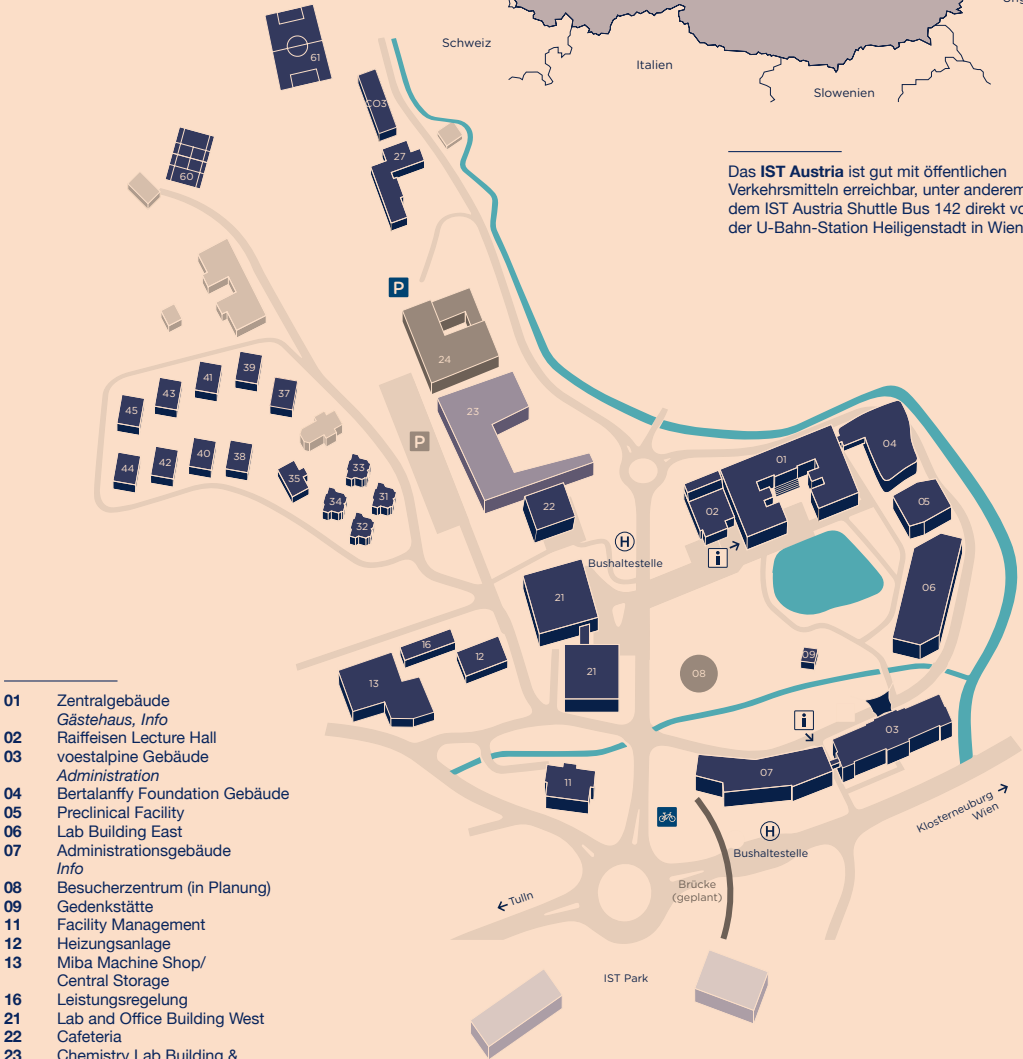 Schweiz
Italien
Slowenien
Das IST Austria ist gut mit öffentlichen
Verkehrsmitteln erreichbar, unter anderem
dem IST Austria Shuttle Bus 142 direkt
der U-Bahn-Station Heiligenstadt in Wien
61
CO3
27
60
P
24
23
P
39
41
37
43
45
40
38
42
44
35
33
34
31
32
22
01
04
02
05
i
H
Bushaltestelle
06
21
16
12
21
09
13
08
i
03
07
11
H
Bushaltestelle
Klosterneuburg
Wien
Brücke
(geplant)
Tulln
IST Park
01 Zentralgebäude
Gästehaus, Info
02 Raiffeisen Lecture Hall
03 voestalpine Gebäude
Administration
04 Bertalanffy Foundation Gebäude
05 Preclinical Facility
06 Lab Building East
07 Administrationsgebäude
Info
08 Besucherzentrum (in Planung)
09 Gedenkstätte
11 Facility Management
12 Heizungsanlage
13 Miba Machine Shop/
Central Storage
16 Leistungsregelung
21 Lab and Office Building West
22 Cafeteria
23 Chemistry Lab Building &